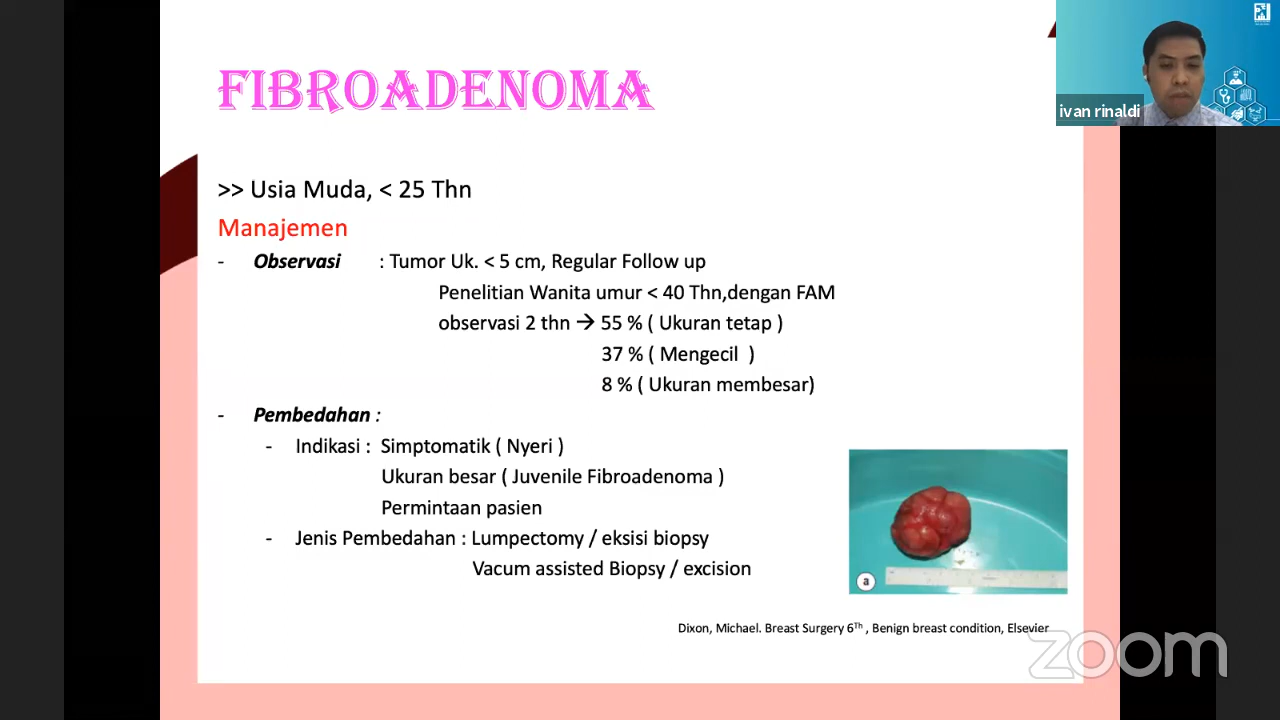 FIBROADENOMA
ivan rinaldi
>> Usia Muda, < 25 Thn
Manajemen
- Observasi : Tumor Uk. < 5 cm, Regular Follow up
Penelitian Wanita umur < 40 Thn,dengan FAM
observasi 2 thn → 55 % ( Ukuran tetap )
37 % ( Mengecil )
8 % ( Ukuran membesar)
- Pembedahan :
- Indikasi : Simptomatik ( Nyeri )
Ukuran besar ( Juvenile Fibroadenoma )
Permintaan pasien
- Jenis Pembedahan : Lumpectomy / eksisi biopsy
Vacum assisted Biopsy / excision
a
Dixon, Michael. Breast Surgery 6Th , Benign breast condition, Elsevier
zoom